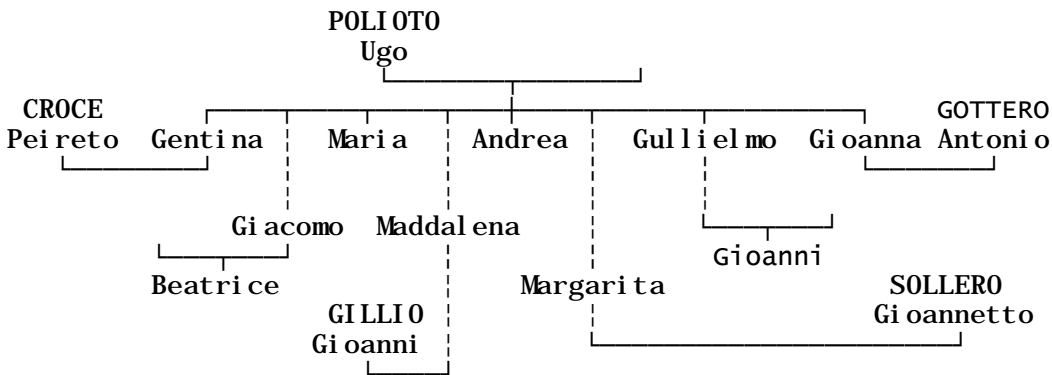 POLIOTO
Ugo
CROCE GOTTERO
Peireto Gentina Maria Andrea Gullielmo Gioanna Antonio
Giacomo Maddalena
Gioanni
Beatrice Margarita SOLLERO
GILLIO Gioannetto
Gioanni